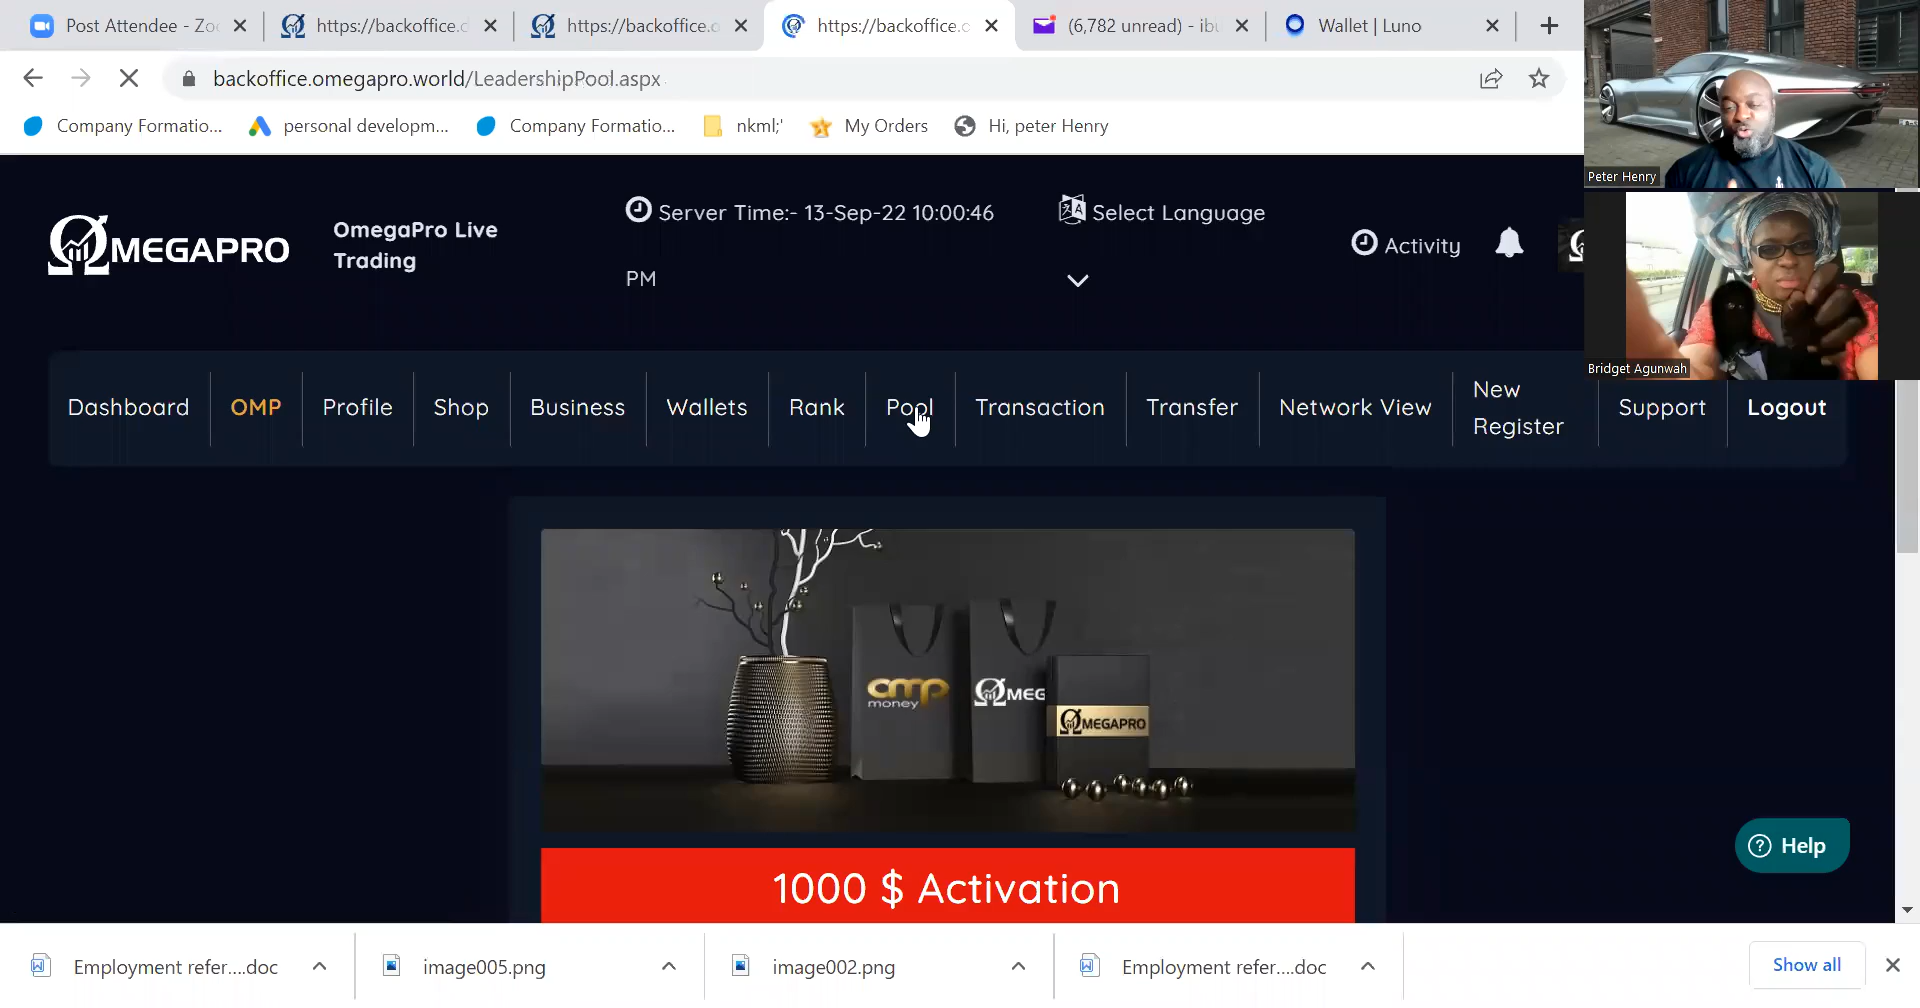 Post Attendee - Zo
https://backoffice.
https://backoffice.
https://backoffice.
(6,782 unread) - ib
Wallet | Luno
backoffice.omegapro.world/LeadershipPool.aspx
Company Formatio...
personal developm...
Company Formatio...
nkml;'
My Orders
Hi, peter Henry
Peter Henry
ΩMEGAPRO
OmegaPro Live
Trading
Server Time:- 13-Sep-22 10:00:46
PM
Select Language
Activity
Bridget Agunwah
Dashboard
OMP
Profile
Shop
Business
Wallets
Rank
Pool
Transaction
Transfer
Network View
New
Register
Support
Logout
omp
money
ΩMEG
ΩMEGAPRO
Help
1000 $ Activation
Employment refer....doc
image005.png
image002.png
Employment refer....doc
Show all